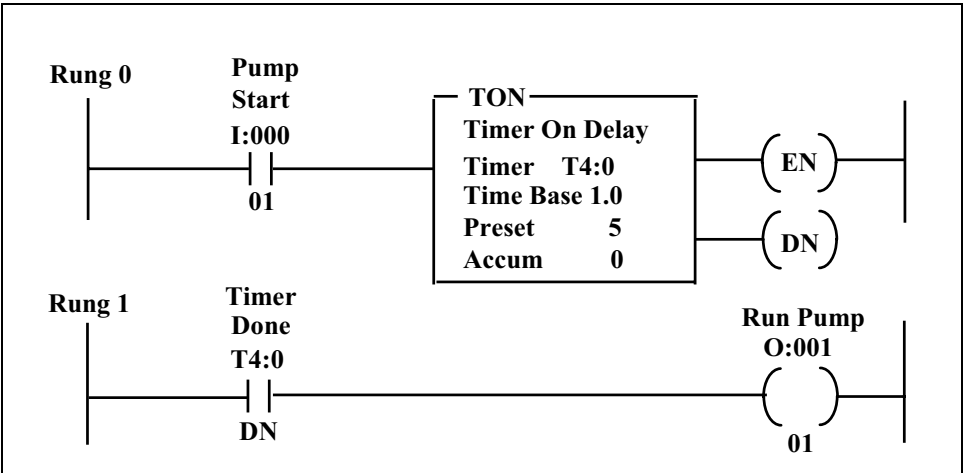 Rung 0
Pump
Start
I:000
01
TON
Timer On Delay
Timer T4:0
Time Base 1.0
Preset 5
Accum 0
EN
DN
Rung 1
Timer
Done
T4:0
DN
Run Pump
O:001
01